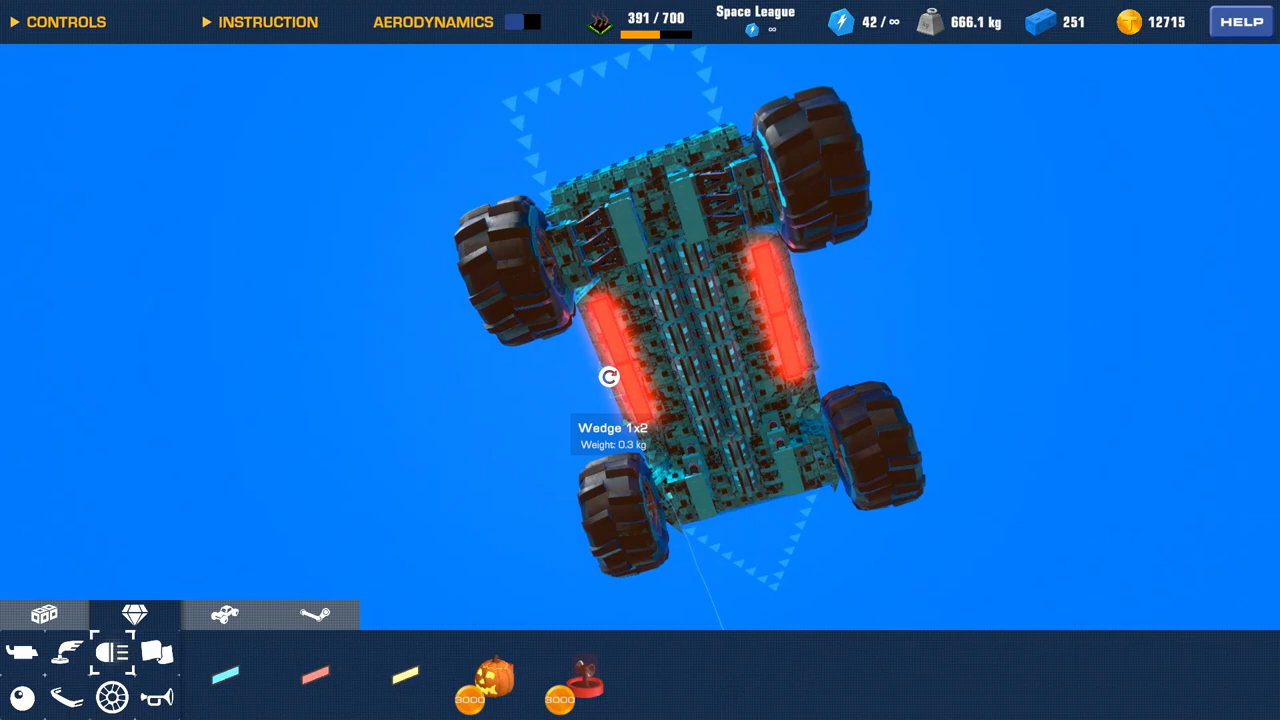 CONTROLS
INSTRUCTION
AERODYNAMICS
391 / 700
Space League
∞
42 / ∞
666.1 kg
251
12715
HELP
Wedge 1x2
Weight: 0.3 kg
3000
3000